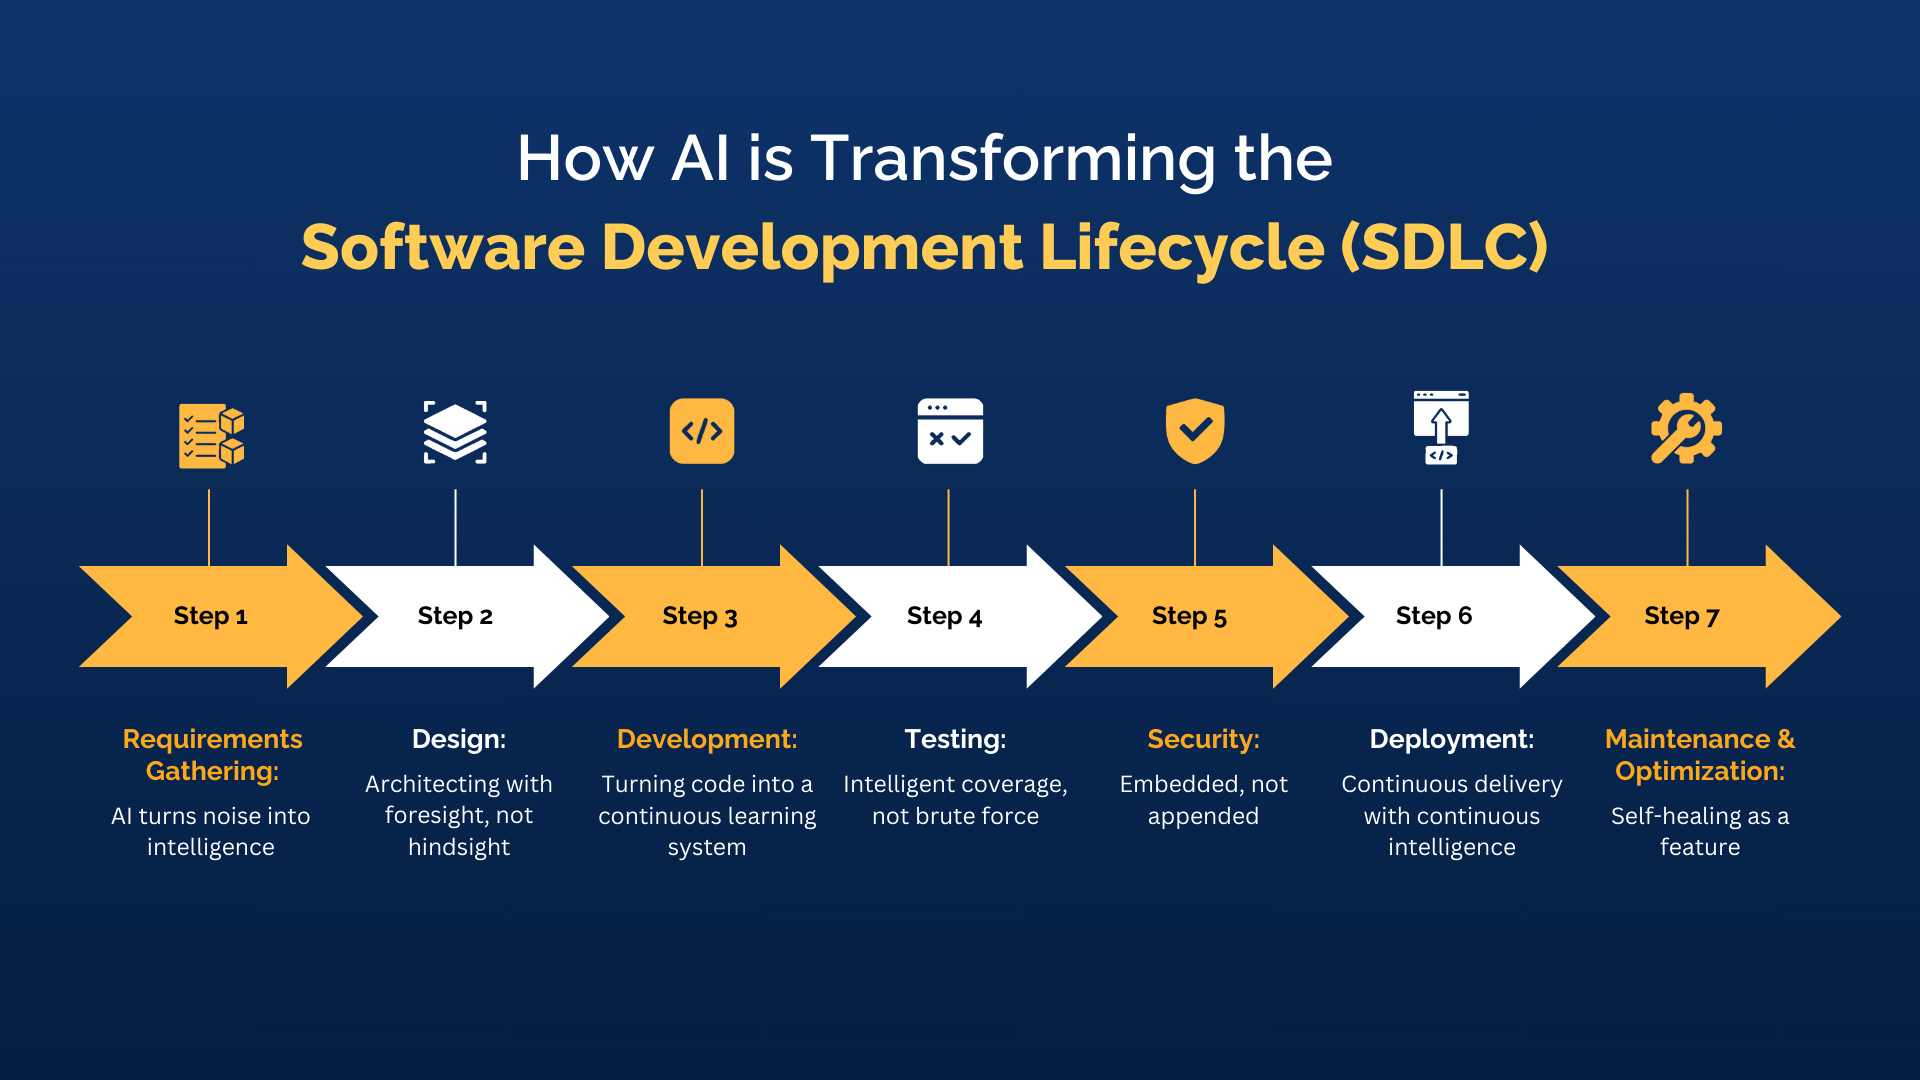 How AI is Transforming the
Software Development Lifecycle (SDLC)
Step 1
Step 2
Step 3
Step 4
Step 5
Step 6
Step 7
Requirements
Gathering:
AI turns noise into
intelligence
Design:
Architecting with
foresight, not
hindsight
Development:
Turning code into a
continuous learning
system
Testing:
Intelligent coverage,
not brute force
Security:
Embedded, not
appended
Deployment:
Continuous delivery
with continuous
intelligence
Maintenance &
Optimization:
Self-healing as a
feature